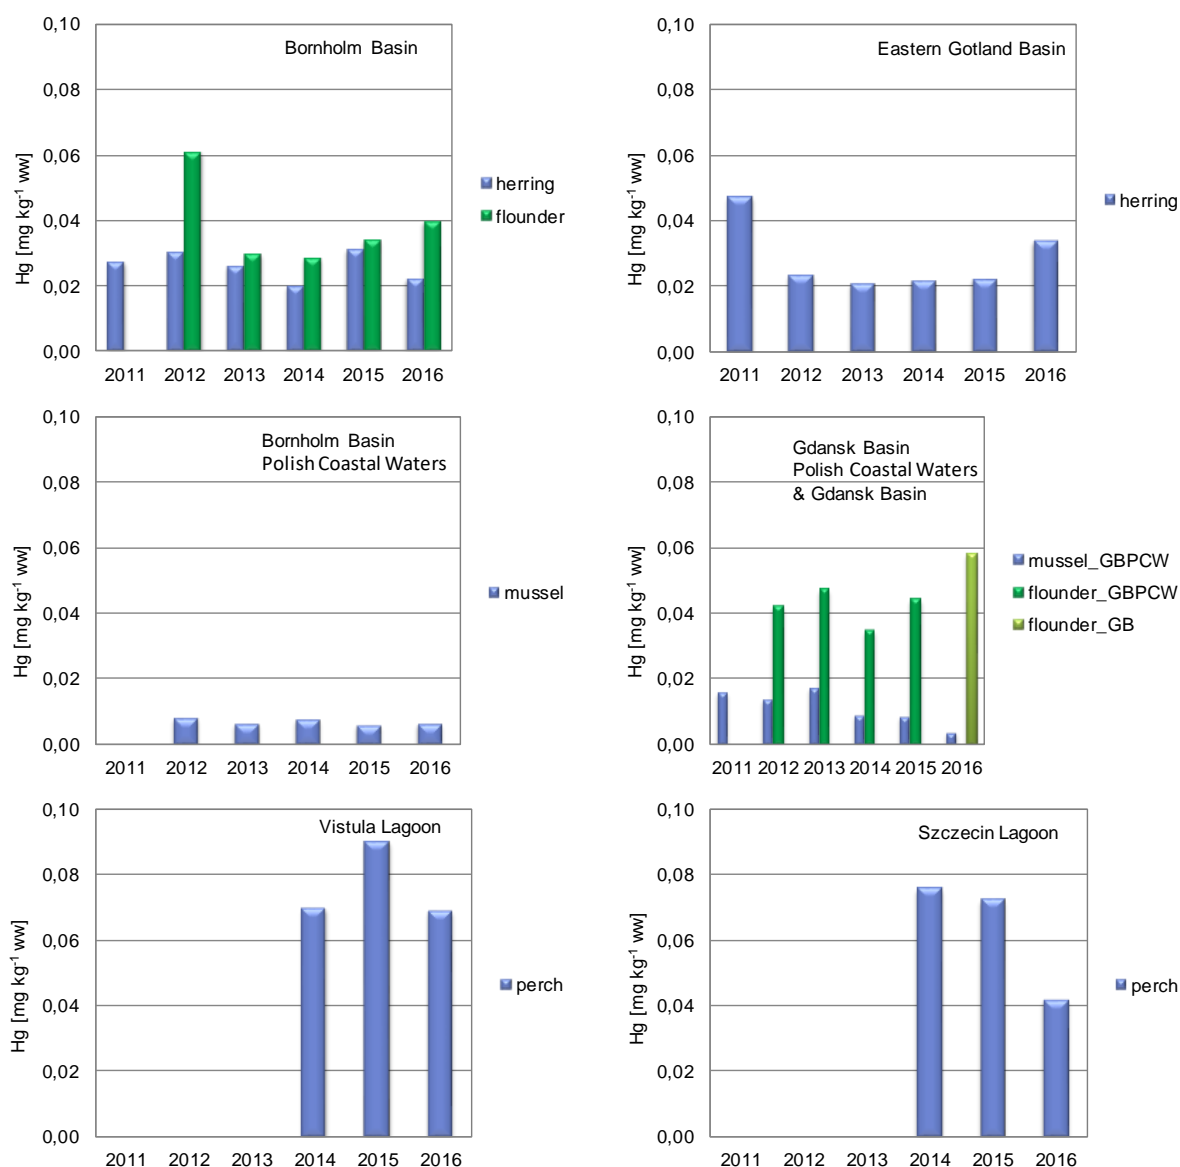 0,10
0,08
0,06
0,04
0,02
0,00
Hg [mg kg-1 ww]
Bornholm Basin
2011 2012 2013 2014 2015 2016
herring
flounder
0,10
0,08
0,06
0,04
0,02
0,00
Hg [mg kg-1 ww]
Eastern Gotland Basin
2011 2012 2013 2014 2015 2016
herring
0,10
0,08
0,06
0,04
0,02
0,00
Hg [mg kg-1 ww]
Bornholm Basin
Polish Coastal Waters
2011 2012 2013 2014 2015 2016
mussel
0,10
0,08
0,06
0,04
0,02
0,00
Hg [mg kg-1 ww]
Gdansk Basin
Polish Coastal Waters
& Gdansk Basin
2011 2012 2013 2014 2015 2016
mussel_GBPCW
flounder_GBPCW
flounder_GB
0,10
0,08
0,06
0,04
0,02
0,00
Hg [mg kg-1 ww]
Vistula Lagoon
2011 2012 2013 2014 2015 2016
perch
0,10
0,08
0,06
0,04
0,02
0,00
Hg [mg kg-1 ww]
Szczecin Lagoon
2011 2012 2013 2014 2015 2016
perch